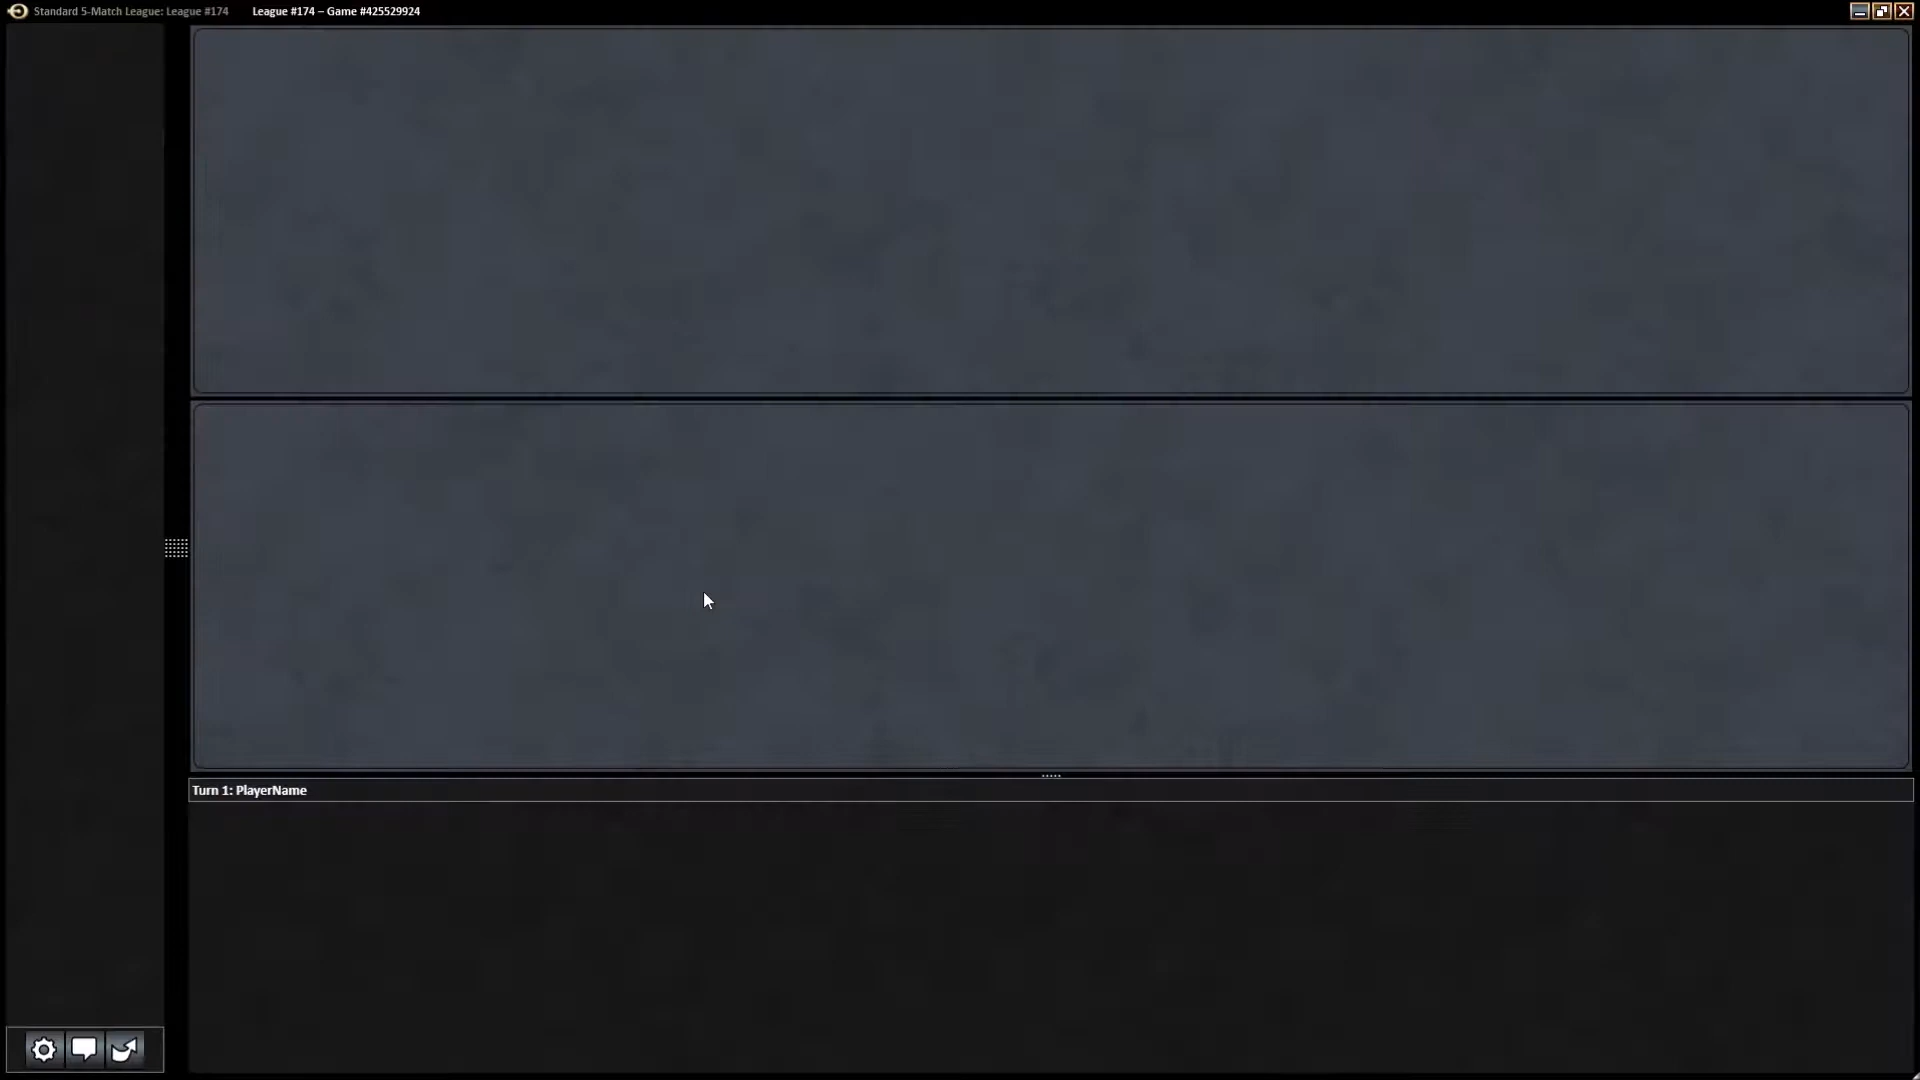 Standard 5-Match League: League #174
League #174 – Game #425529924
Turn 1: PlayerName